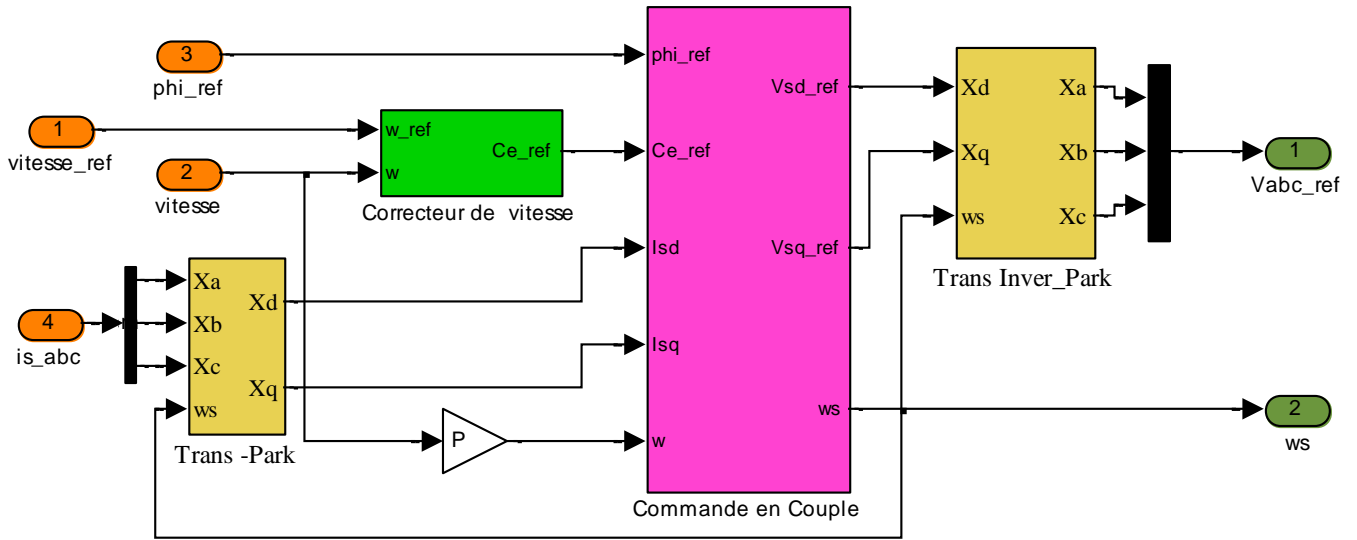 3
phi_ref
1
vitesse_ref
2
vitesse
w_ref
w
Ce_ref
Correcteur de vitesse
4
is_abc
Xa
Xb
Xc
ws
Xd
Xq
Trans -Park
P
phi_ref
Ce_ref
Isd
Isq
w
Vsd_ref
Vsq_ref
ws
Commande en Couple
Xd
Xq
ws
Xa
Xb
Xc
Trans Inver_Park
1
Vabc_ref
2
ws